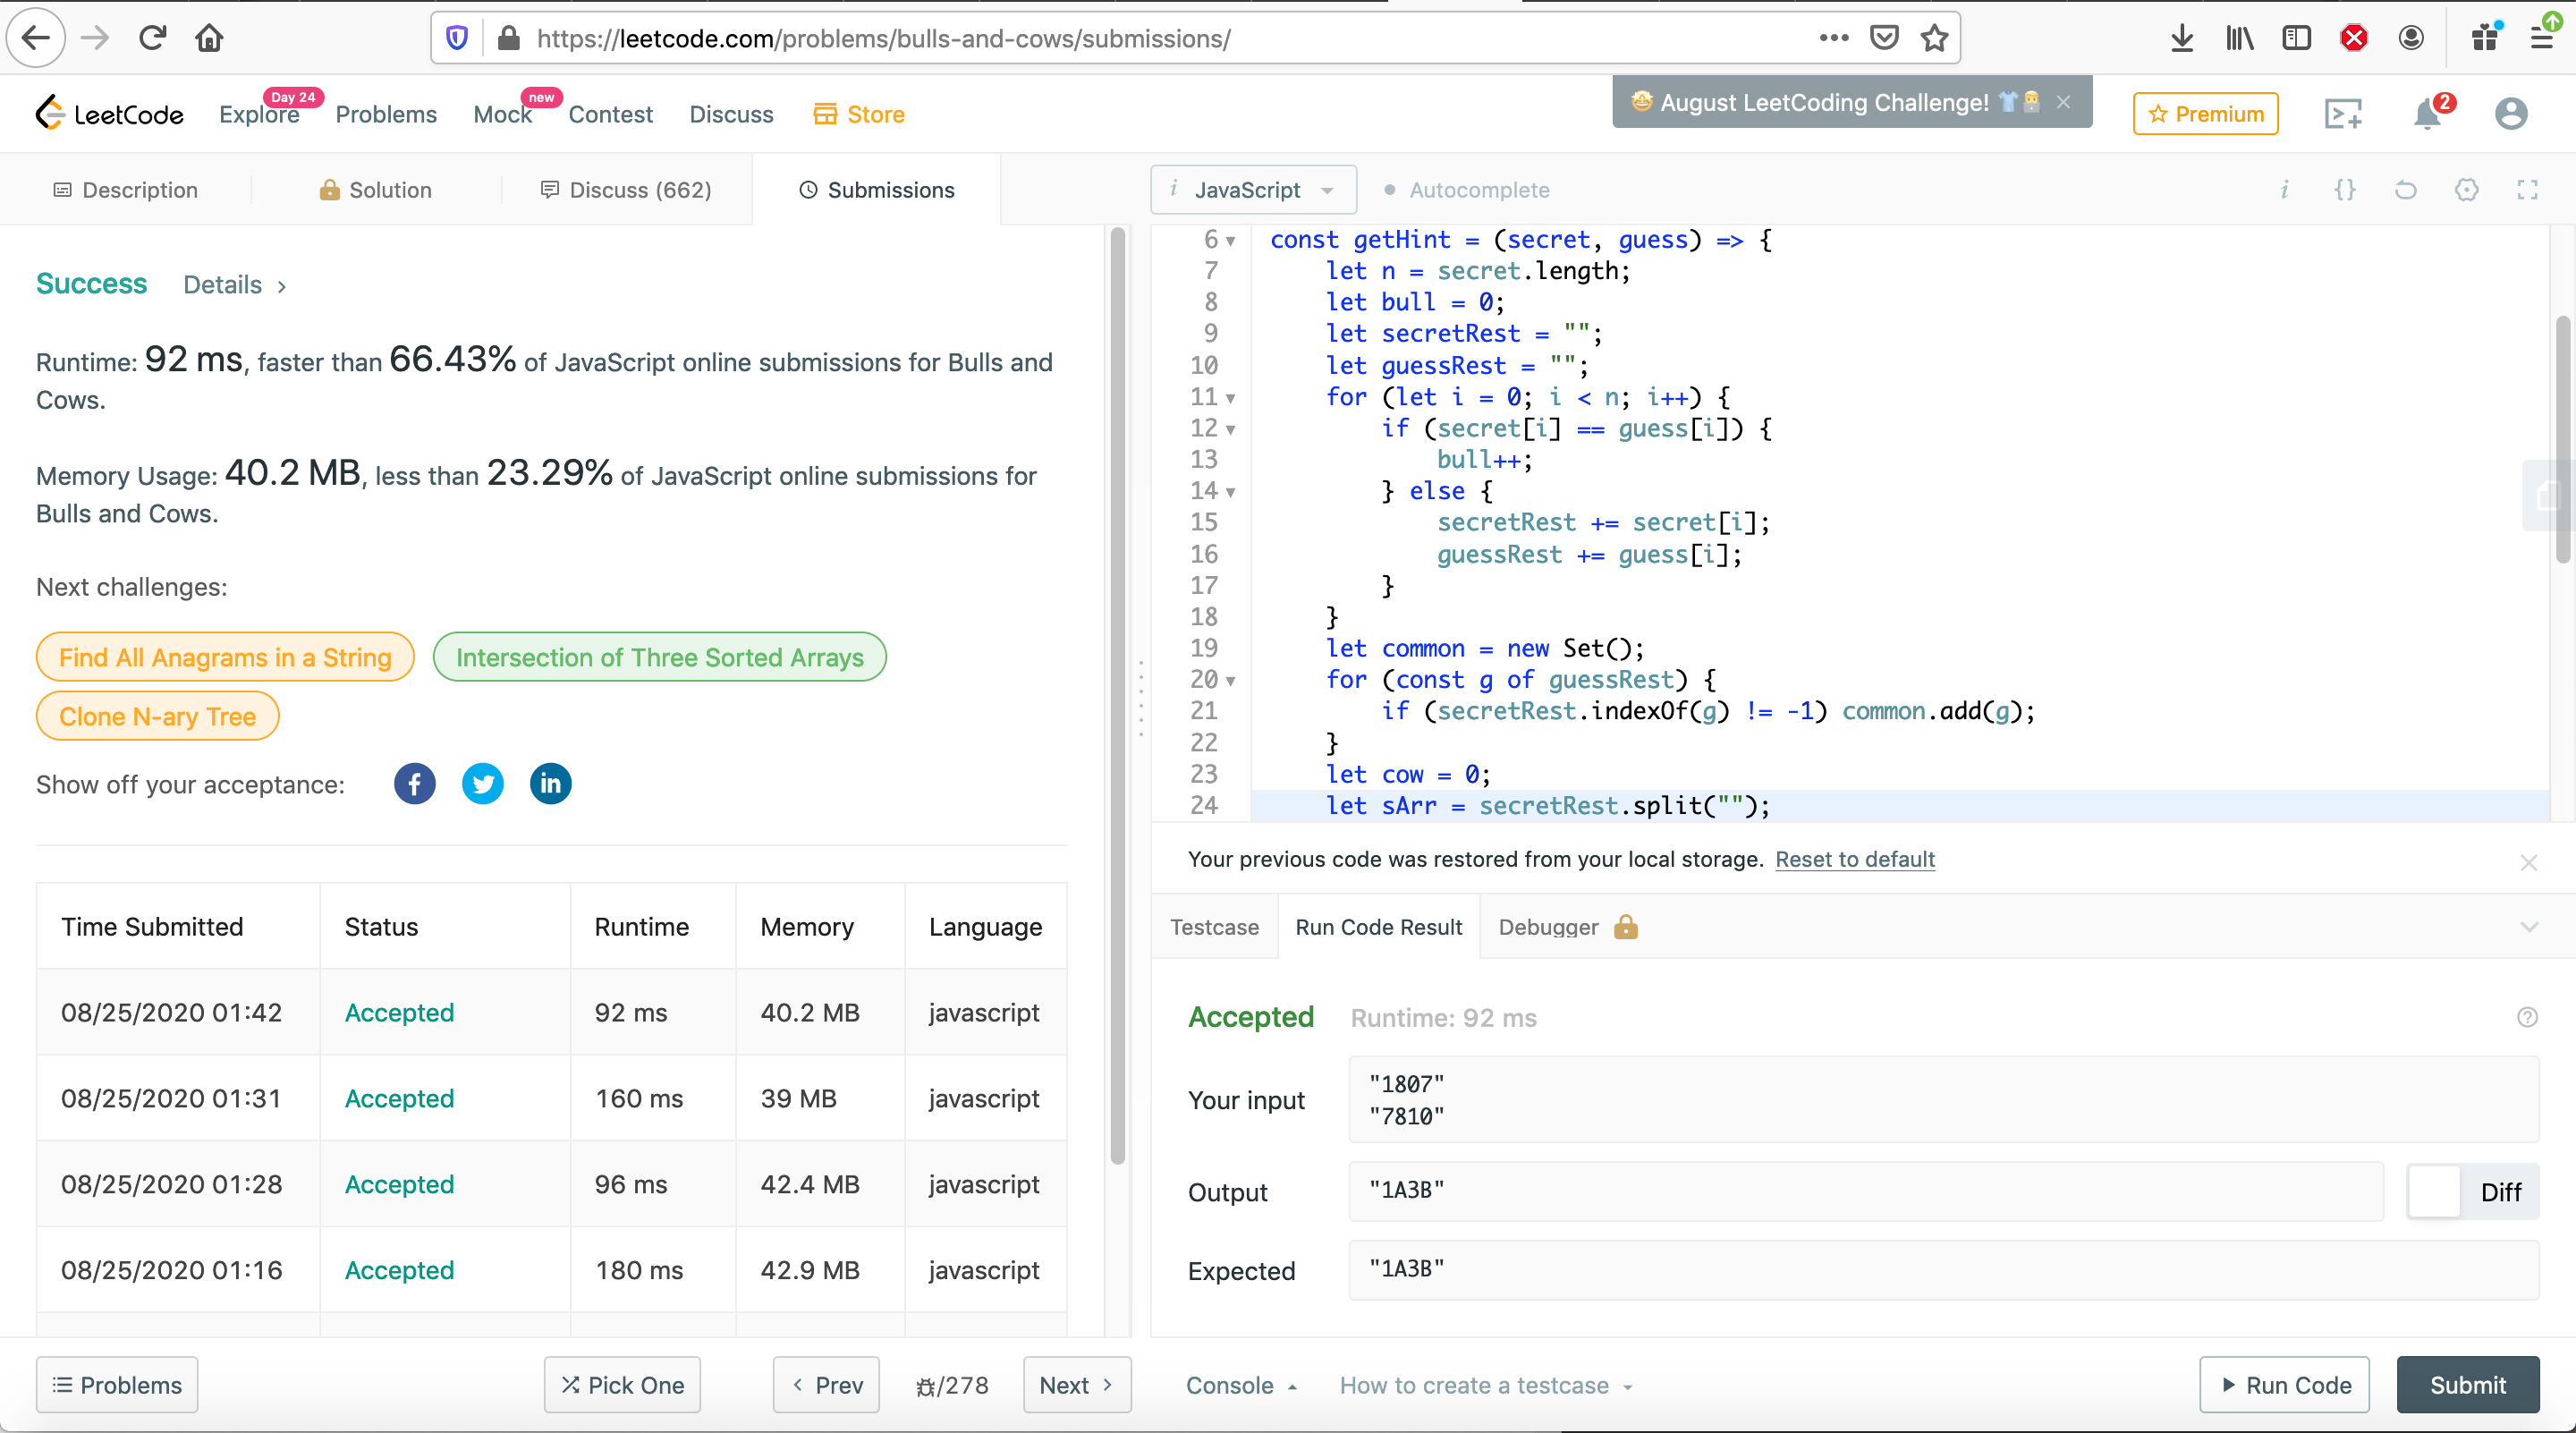 https://leetcode.com/problems/bulls-and-cows/submissions/
LeetCode
Explore
Day 24
Problems
Mock
new
Contest
Discuss
Store
August LeetCoding Challenge!
Premium
2
Description
Solution
Discuss (662)
Submissions
Success Details >
Runtime: 92 ms, faster than 66.43% of JavaScript online submissions for Bulls and
Cows.
Memory Usage: 40.2 MB, less than 23.29% of JavaScript online submissions for
Bulls and Cows.
Next challenges:
Find All Anagrams in a String
Intersection of Three Sorted Arrays
Clone N-ary Tree
Show off your acceptance:
Time Submitted Status Runtime Memory Language
08/25/2020 01:42 Accepted 92 ms 40.2 MB javascript
08/25/2020 01:31 Accepted 160 ms 39 MB javascript
08/25/2020 01:28 Accepted 96 ms 42.4 MB javascript
08/25/2020 01:16 Accepted 180 ms 42.9 MB javascript
Problems
Pick One
< Prev
/278
Next >
i JavaScript
Autocomplete
6 const getHint = (secret, guess) => {
7 let n = secret.length;
8 let bull = 0;
9 let secretRest = "";
10 let guessRest = "";
11 for (let i = 0; i < n; i++) {
12 if (secret[i] == guess[i]) {
13 bull++;
14 } else {
15 secretRest += secret[i];
16 guessRest += guess[i];
17 }
18 }
19 let common = new Set();
20 for (const g of guessRest) {
21 if (secretRest.indexOf(g) != -1) common.add(g);
22 }
23 let cow = 0;
24 let sArr = secretRest.split("");
Your previous code was restored from your local storage. Reset to default
Testcase
Run Code Result
Debugger
Accepted Runtime: 92 ms
Your input
"1807"
"7810"
Output
"1A3B"
Diff
Expected
"1A3B"
Console
How to create a testcase
Run Code
Submit